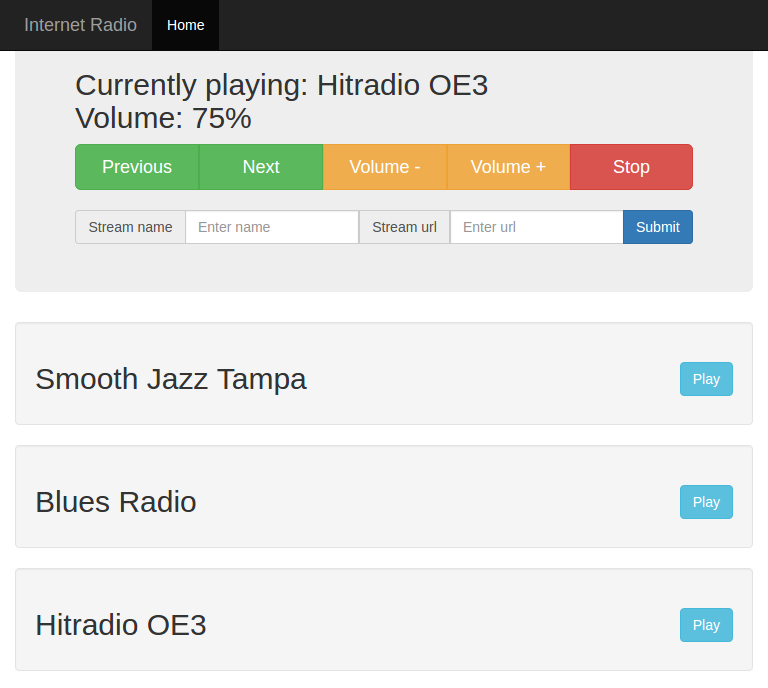 Internet Radio Home
Currently playing: Hitradio OE3
Volume: 75%
Previous Next Volume - Volume + Stop
Stream name Enter name Stream url Enter url Submit
Smooth Jazz Tampa Play
Blues Radio Play
Hitradio OE3 Play